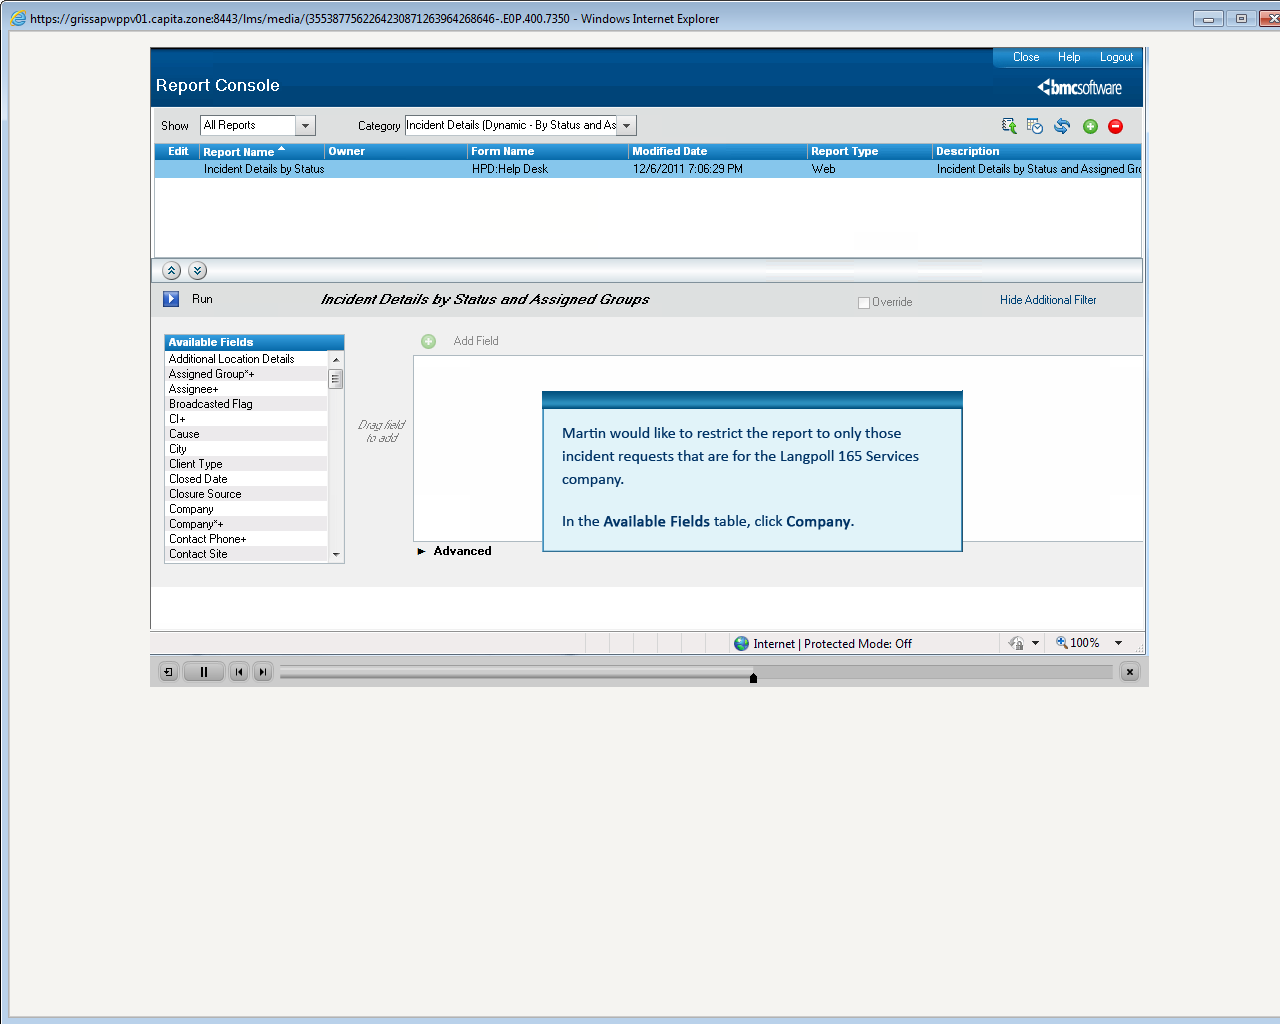 https://grissapwppv01.capita.zone:8443/lms/media/(35538775622642308712639642​68646-.E0P.400.7350 - Windows Internet Explorer
Close Help Logout
Report Console
bmcsoftware
Show All Reports Category Incident Details (Dynamic - By Status and As
Edit Report Name Owner Form Name Modified Date Report Type Description
Incident Details by Status HPD:Help Desk 12/6/2011 7:06:29 PM Web Incident Details by Status and Assigned Gro
Run Incident Details by Status and Assigned Groups Override Hide Additional Filter
Available Fields
Additional Location Details
Assigned Group*+
Assignee+
Broadcasted Flag
CI+
Cause
City
Client Type
Closed Date
Closure Source
Company
Company*+
Contact Phone+
Contact Site
Drag field
to add
Add Field
Martin would like to restrict the report to only those
incident requests that are for the Langpoll 165 Services
company.
In the Available Fields table, click Company.
Advanced
Internet | Protected Mode: Off 100%